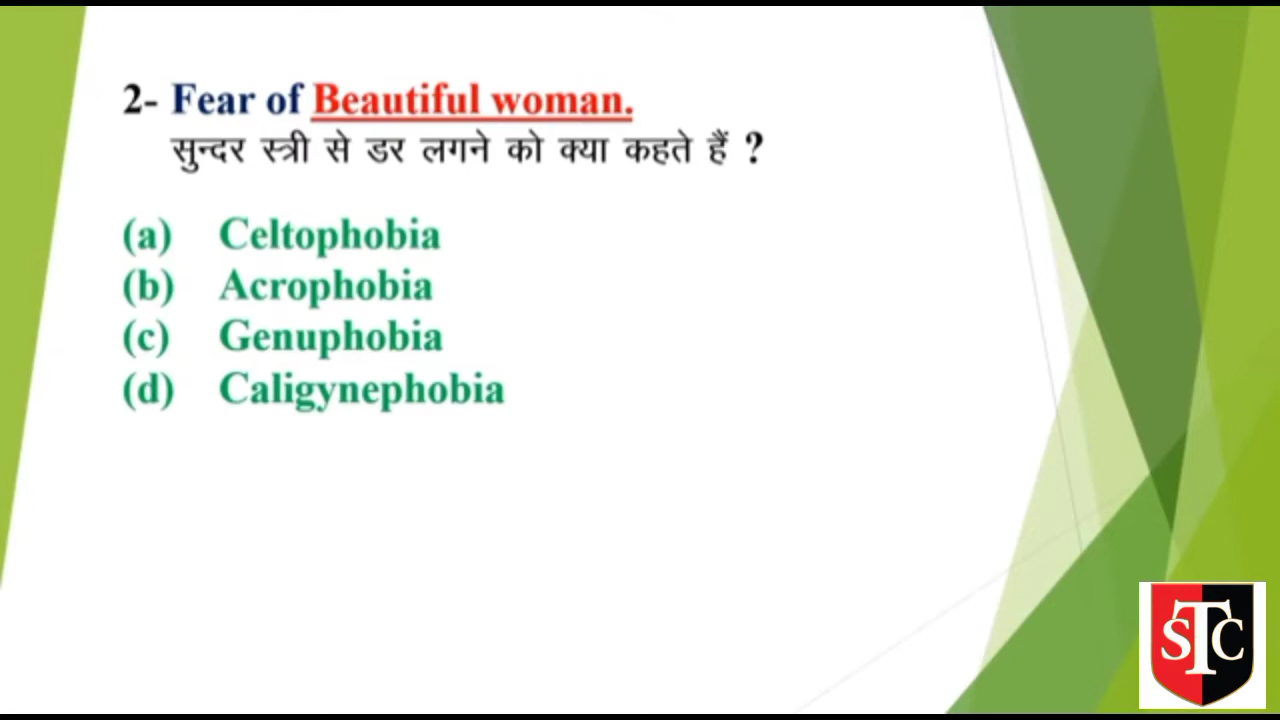 2- Fear of Beautiful woman.
सुन्दर स्त्री से डर लगने को क्या कहते हैं ?
(a) Celtophobia
(b) Acrophobia
(c) Genuphobia
(d) Caligynephobia
STC